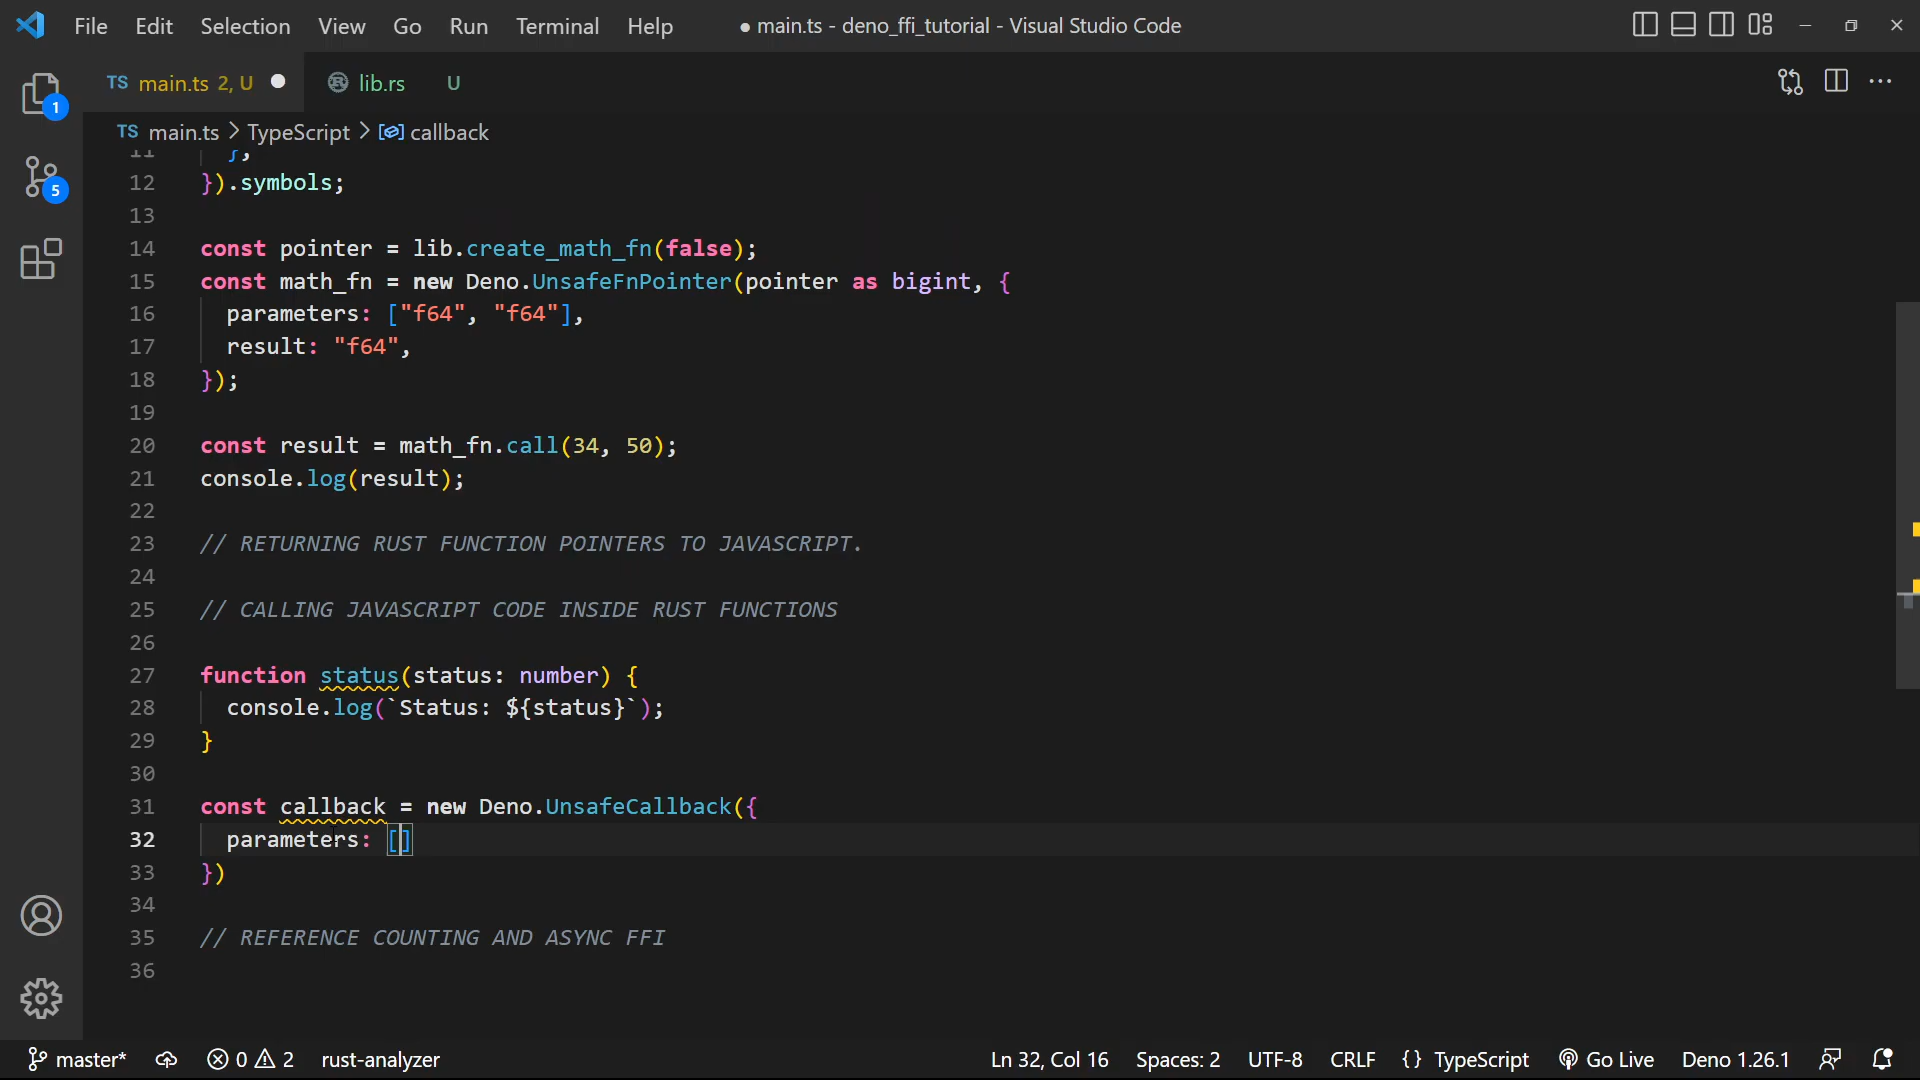 File Edit Selection View Go Run Terminal Help ● main.ts - deno_ffi_tutorial - Visual Studio Code
TS main.ts 2, U ● lib.rs U
TS main.ts > TypeScript > callback
1
5
11 },
12 }).symbols;
13
14 const pointer = lib.create_math_fn(false);
15 const math_fn = new Deno.UnsafeFnPointer(pointer as bigint, {
16 parameters: ["f64", "f64"],
17 result: "f64",
18 });
19
20 const result = math_fn.call(34, 50);
21 console.log(result);
22
23 // RETURNING RUST FUNCTION POINTERS TO JAVASCRIPT.
24
25 // CALLING JAVASCRIPT CODE INSIDE RUST FUNCTIONS
26
27 function status(status: number) {
28 console.log(`Status: ${status}`);
29 }
30
31 const callback = new Deno.UnsafeCallback({
32 parameters: []
33 })
34
35 // REFERENCE COUNTING AND ASYNC FFI
36
master* 0 2 rust-analyzer Ln 32, Col 16 Spaces: 2 UTF-8 CRLF {} TypeScript Go Live Deno 1.26.1